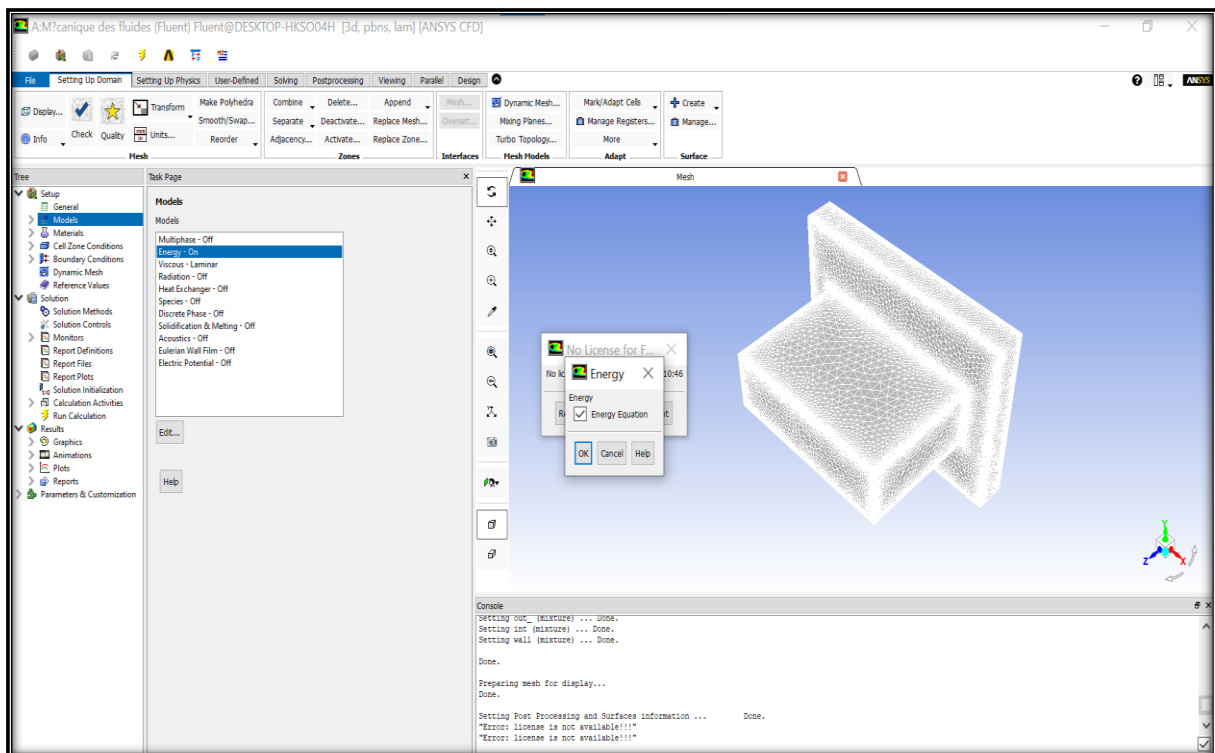 A:M?canique des fluides (Fluent) Fluent@DESKTOP-HKSO04H [3d, pbns, lam] [ANSYS CFD]
File Setting Up Domain Setting Up Physics User-Defined Solving Postprocessing Viewing Parallel Design ANSYS
Display... Transform Make Polyhedra Combine Delete... Append Mesh... Dynamic Mesh... Mark/Adapt Cells Create
Smooth/Swap... Separate Deactivate... Replace Mesh... Overset... Mixing Planes... Manage Registers... Manage...
Info Check Quality Units... Reorder Adjacency... Activate... Replace Zone... Turbo Topology... More
Mesh Zones Interfaces Mesh Models Adapt Surface
Tree
Setup
General
Models
Materials
Cell Zone Conditions
Boundary Conditions
Dynamic Mesh
Reference Values
Solution
Solution Methods
Solution Controls
Monitors
Report Definitions
Report Files
Report Plots
Solution Initialization
Calculation Activities
Run Calculation
Results
Graphics
Animations
Plots
Reports
Parameters & Customization
Task Page
Models
Models
Multiphase - Off
Energy - On
Viscous - Laminar
Radiation - Off
Heat Exchanger - Off
Species - Off
Discrete Phase - Off
Solidification & Melting - Off
Acoustics - Off
Eulerian Wall Film - Off
Electric Potential - Off
Edit...
Help
Mesh
No License for F...
10:46
Energy
Energy
Energy Equation
OK Cancel Help
Y
Z X
Console
Setting out_ (mixture) ... Done.
Setting int (mixture) ... Done.
Setting wall (mixture) ... Done.
Done.
Preparing mesh for display...
Done.
Setting Post Processing and Surfaces information ... Done.
"Error: license is not available!!!"
"Error: license is not available!!!"